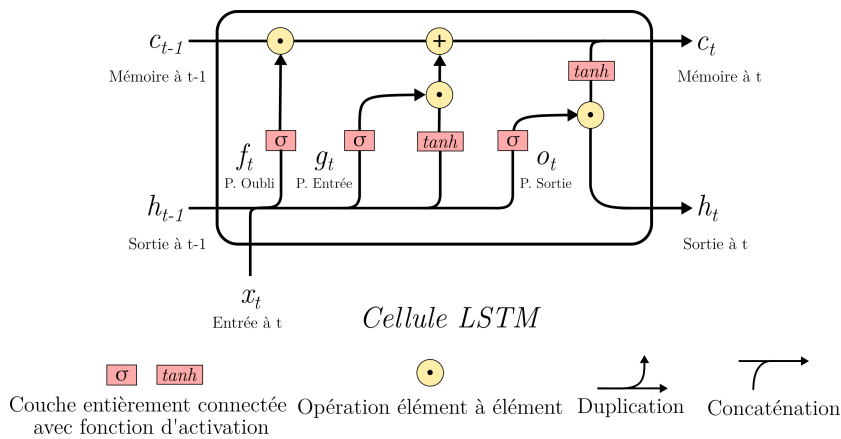 c_{t-1}
+
c_t
Mémoire à t-1
tanh
Mémoire à t
σ
σ
tanh
σ
f_t
g_t
o_t
P. Oubli
P. Entrée
P. Sortie
h_{t-1}
h_t
Sortie à t-1
Sortie à t
x_t
Entrée à t
Cellule LSTM
σ tanh
Couche entièrement connectée
avec fonction d'activation
Opération élément à élément
Duplication
Concaténation